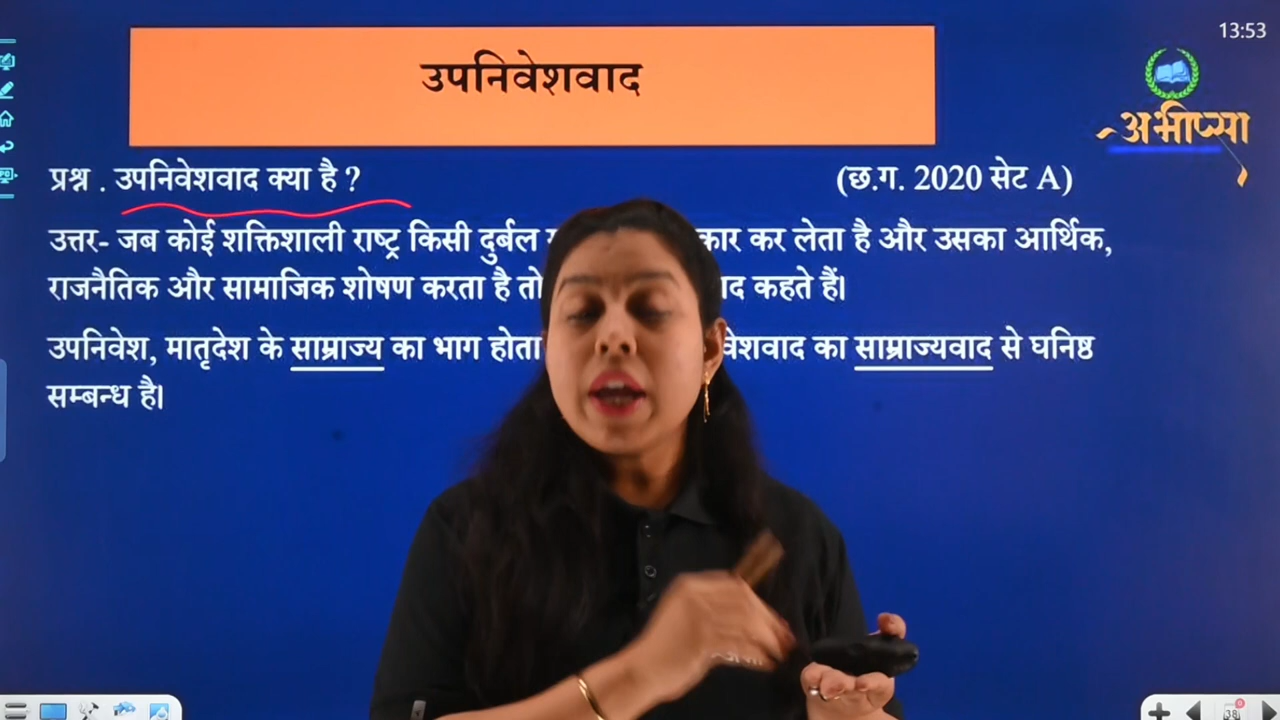 13:53
उपनिवेशवाद
अभीप्सा
प्रश्न . उपनिवेशवाद क्या है ? (छ.ग. 2020 सेट A)
उत्तर- जब कोई शक्तिशाली राष्ट्र किसी दुर्बल कर लेता है और उसका आर्थिक,
राजनैतिक और सामाजिक शोषण करता है तो कहते हैं।
उपनिवेश, मातृदेश के साम्राज्य का भाग होता का साम्राज्यवाद से घनिष्ठ
सम्बन्ध है।
38